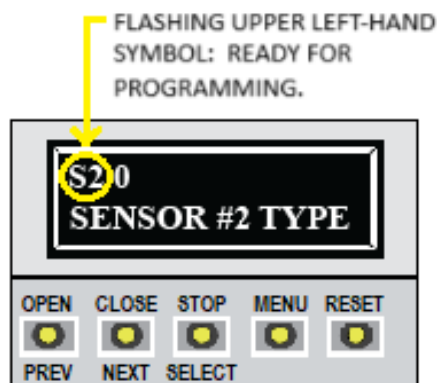 FLASHING UPPER LEFT-HAND
SYMBOL: READY FOR
PROGRAMMING.
S2 0
SENSOR #2 TYPE
OPEN CLOSE STOP MENU RESET
PREV NEXT SELECT